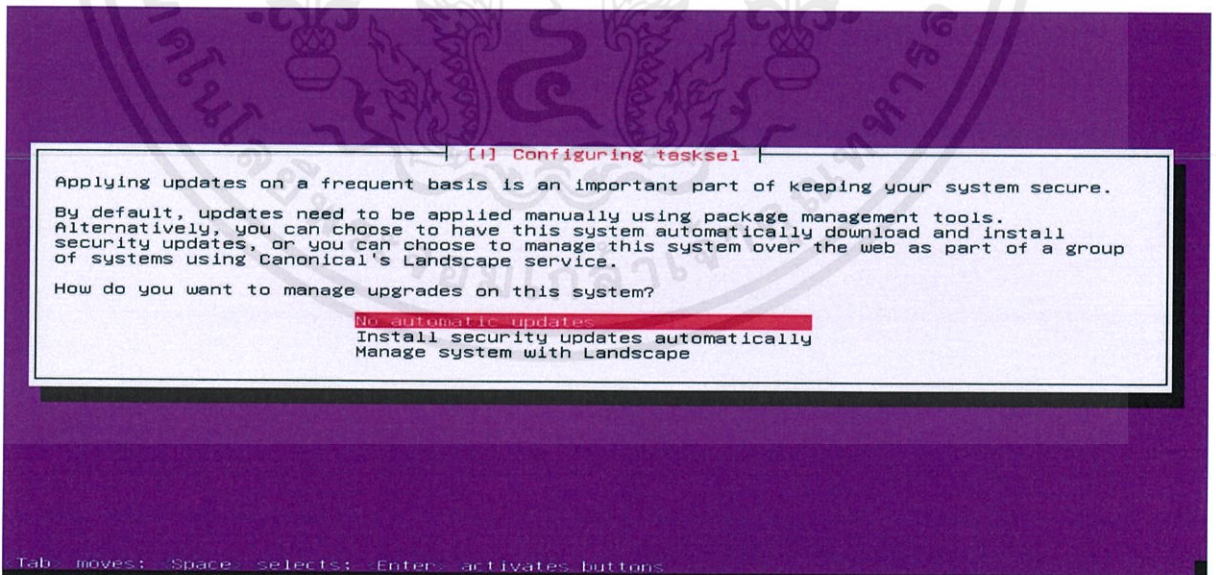 [!] Configuring tasksel
Applying updates on a frequent basis is an important part of keeping your system secure.
By default, updates need to be applied manually using package management tools.
Alternatively, you can choose to have this system automatically download and install
security updates, or you can choose to manage this system over the web as part of a group
of systems using Canonical's Landscape service.
How do you want to manage upgrades on this system?
No automatic updates
Install security updates automatically
Manage system with Landscape
<Tab> moves; <Space> selects; <Enter> activates buttons